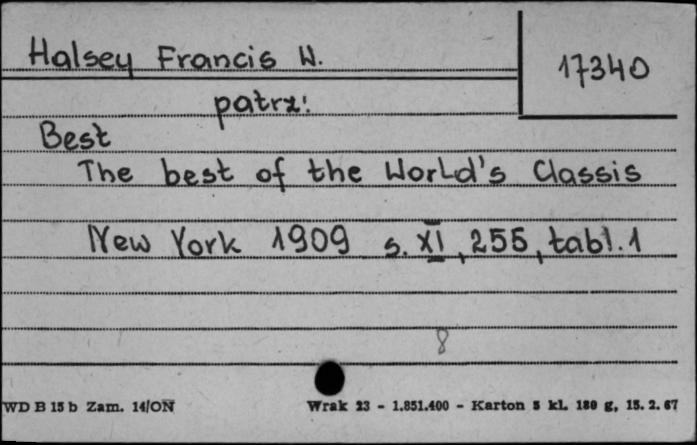 Halsey Francis W.
17340
patrz:
Best
The best of the World's Classis
New York 1909 s. XI, 255, tabl. 1
8
WD B 15 b Zam. 14/ON
Wrak 23 - 1.851.400 - Karton 5 kl. 180 g, 15. 2. 67